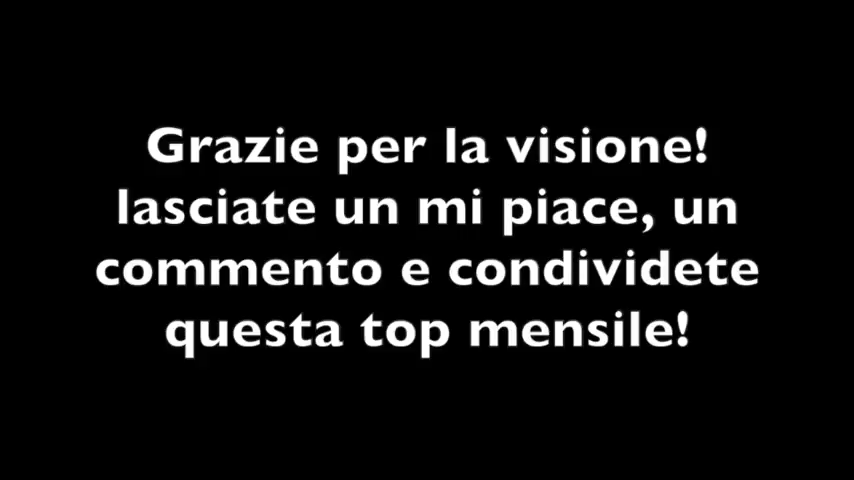 Grazie per la visione!
lasciate un mi piace, un
commento e condividete
questa top mensile!